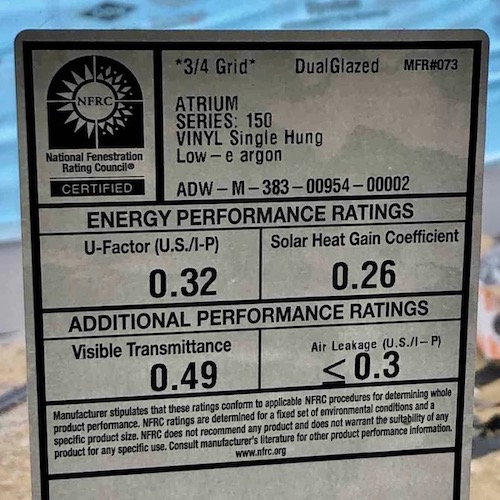 *3/4 Grid* DualGlazed MFR#073
NFRC
ATRIUM
SERIES: 150
VINYL Single Hung
Low-e argon
National Fenestration
Rating Council®
CERTIFIED
ADW-M-383-00954-00002
ENERGY PERFORMANCE RATINGS
U-Factor (U.S./I-P) Solar Heat Gain Coefficient
0.32 0.26
ADDITIONAL PERFORMANCE RATINGS
Visible Transmittance Air Leakage (U.S./I-P)
0.49 ≤0.3
Manufacturer stipulates that these ratings conform to applicable NFRC procedures for determining whole
product performance. NFRC ratings are determined for a fixed set of environmental conditions and a
specific product size. NFRC does not recommend any product and does not warrant the suitability of any
product for any specific use. Consult manufacturer's literature for other product performance information.
www.nfrc.org